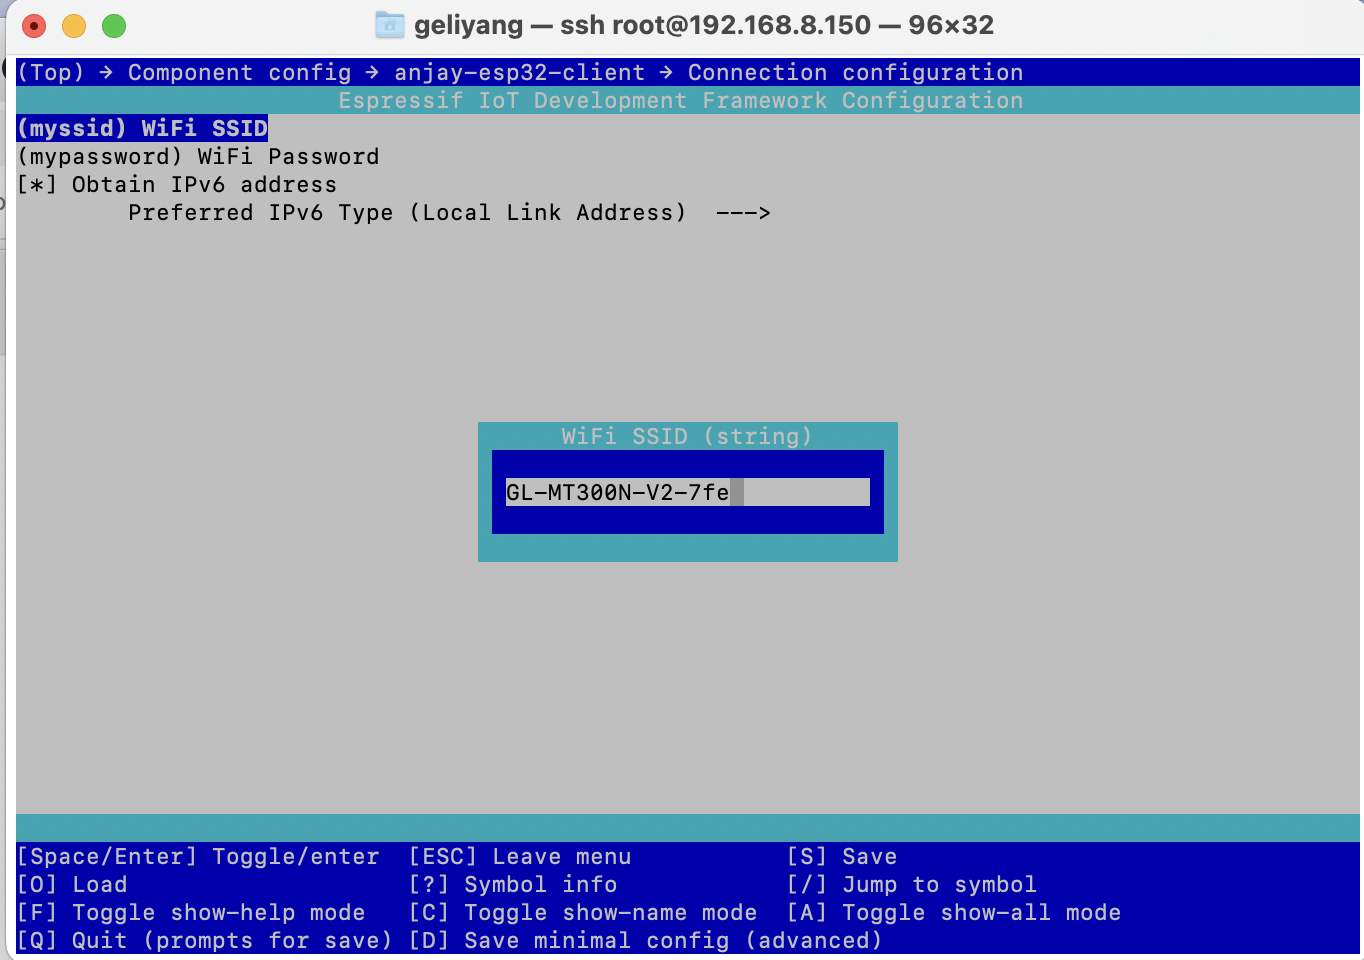 geliyang — ssh root@192.168.8.150 — 96×32
(Top) → Component config → anjay-esp32-client → Connection configuration
Espressif IoT Development Framework Configuration
(myssid) WiFi SSID
(mypassword) WiFi Password
[*] Obtain IPv6 address
Preferred IPv6 Type (Local Link Address)  --->
WiFi SSID (string)
GL-MT300N-V2-7fe
[Space/Enter] Toggle/enter  [ESC] Leave menu  [S] Save
[O] Load  [?] Symbol info  [/] Jump to symbol
[F] Toggle show-help mode  [C] Toggle show-name mode  [A] Toggle show-all mode
[Q] Quit (prompts for save) [D] Save minimal config (advanced)